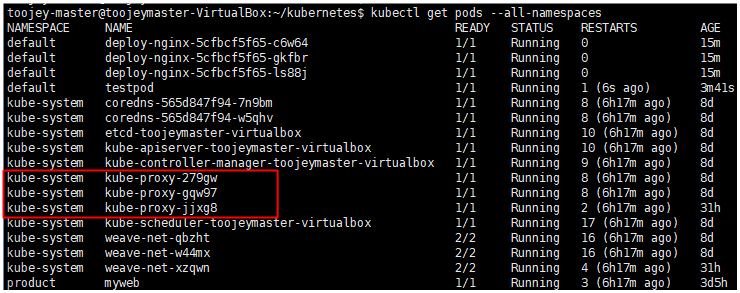 toojey-master@toojeymaster-VirtualBox:~/kubernetes$ kubectl get pods --all-namespaces
NAMESPACE NAME READY STATUS RESTARTS AGE
default deploy-nginx-5cfbcf5f65-c6w64 1/1 Running 0 15m
default deploy-nginx-5cfbcf5f65-gkfbr 1/1 Running 0 15m
default deploy-nginx-5cfbcf5f65-ls88j 1/1 Running 0 15m
default testpod 1/1 Running 1 (6s ago) 3m41s
kube-system coredns-565d847f94-7n9bm 1/1 Running 8 (6h17m ago) 8d
kube-system coredns-565d847f94-w5qhv 1/1 Running 8 (6h17m ago) 8d
kube-system etcd-toojeymaster-virtualbox 1/1 Running 10 (6h17m ago) 8d
kube-system kube-apiserver-toojeymaster-virtualbox 1/1 Running 10 (6h17m ago) 8d
kube-system kube-controller-manager-toojeymaster-virtualbox 1/1 Running 9 (6h17m ago) 8d
kube-system kube-proxy-279gw 1/1 Running 8 (6h17m ago) 8d
kube-system kube-proxy-gqw97 1/1 Running 8 (6h17m ago) 8d
kube-system kube-proxy-jjxg8 1/1 Running 2 (6h17m ago) 31h
kube-system kube-scheduler-toojeymaster-virtualbox 1/1 Running 17 (6h17m ago) 8d
kube-system weave-net-qbzht 2/2 Running 16 (6h17m ago) 8d
kube-system weave-net-w44mx 2/2 Running 16 (6h17m ago) 8d
kube-system weave-net-xzqwn 2/2 Running 4 (6h17m ago) 31h
product myweb 1/1 Running 3 (6h17m ago) 3d5h